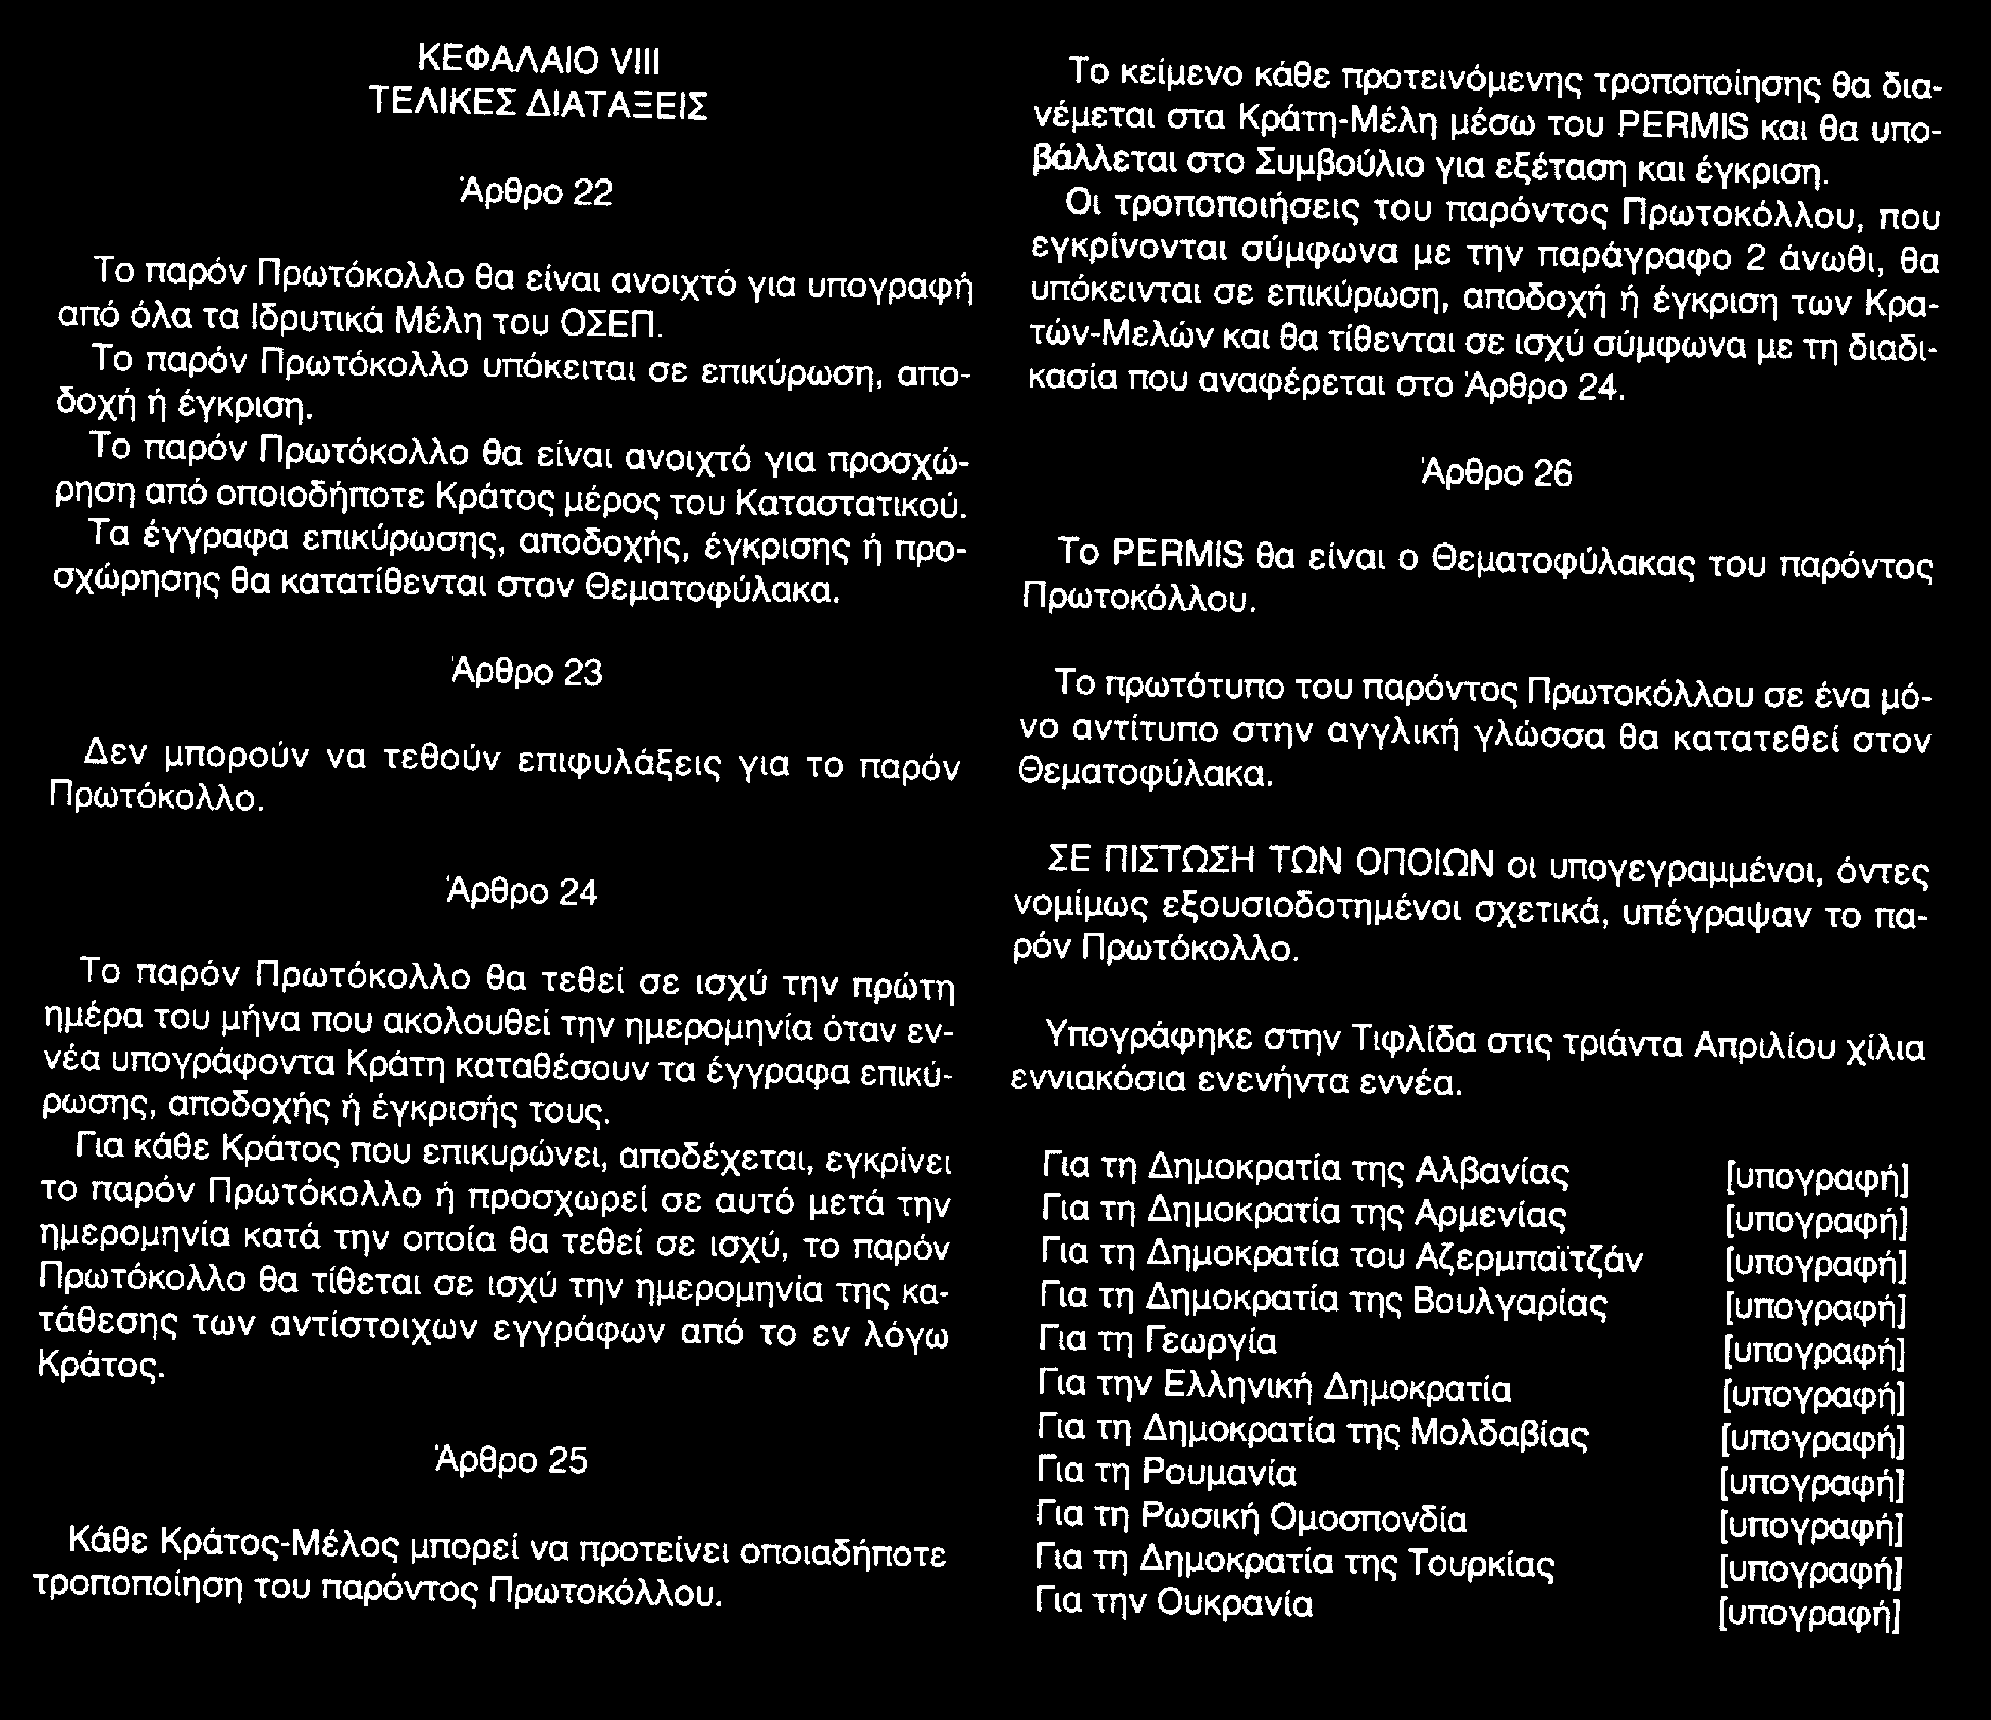 ΚΕΦΑΛΑΙΟ VIII
ΤΕΛΙΚΕΣ ΔΙΑΤΑΞΕΙΣ
Άρθρο 22
Το παρόν Πρωτόκολλο θα είναι ανοιχτό για υπογραφή
από όλα τα Ιδρυτικά Μέλη του ΟΣΕΠ.
Το παρόν Πρωτόκολλο υπόκειται σε επικύρωση, απο-
δοχή ή έγκριση.
Το παρόν Πρωτόκολλο θα είναι ανοιχτό για προσχώ-
ρηση από οποιοδήποτε Κράτος μέρος του Καταστατικού.
Τα έγγραφα επικύρωσης, αποδοχής, έγκρισης ή προ-
σχώρησης θα κατατίθενται στον Θεματοφύλακα.
Άρθρο 23
Δεν μπορούν να τεθούν επιφυλάξεις για το παρόν
Πρωτόκολλο.
Άρθρο 24
Το παρόν Πρωτόκολλο θα τεθεί σε ισχύ την πρώτη
ημέρα του μήνα που ακολουθεί την ημερομηνία όταν εν-
νέα υπογράφοντα Κράτη καταθέσουν τα έγγραφα επικύ-
ρωσης, αποδοχής ή έγκρισής τους.
Για κάθε Κράτος που επικυρώνει, αποδέχεται, εγκρίνει
το παρόν Πρωτόκολλο ή προσχωρεί σε αυτό μετά την
ημερομηνία κατά την οποία θα τεθεί σε ισχύ, το παρόν
Πρωτόκολλο θα τίθεται σε ισχύ την ημερομηνία της κα-
τάθεσης των αντίστοιχων εγγράφων από το εν λόγω
Κράτος.
Άρθρο 25
Κάθε Κράτος-Μέλος μπορεί να προτείνει οποιαδήποτε
τροποποίηση του παρόντος Πρωτοκόλλου.
Το κείμενο κάθε προτεινόμενης τροποποίησης θα δια-
νέμεται στα Κράτη-Μέλη μέσω του PERMIS και θα υπο-
βάλλεται στο Συμβούλιο για εξέταση και έγκριση.
Οι τροποποιήσεις του παρόντος Πρωτοκόλλου, που
εγκρίνονται σύμφωνα με την παράγραφο 2 άνωθι, θα
υπόκεινται σε επικύρωση, αποδοχή ή έγκριση των Κρα-
τών-Μελών και θα τίθενται σε ισχύ σύμφωνα με τη διαδι-
κασία που αναφέρεται στο Άρθρο 24.
Άρθρο 26
Το PERMIS θα είναι ο Θεματοφύλακας του παρόντος
Πρωτοκόλλου.
Το πρωτότυπο του παρόντος Πρωτοκόλλου σε ένα μό-
νο αντίτυπο στην αγγλική γλώσσα θα κατατεθεί στον
Θεματοφύλακα.
ΣΕ ΠΙΣΤΩΣΗ ΤΩΝ ΟΠΟΙΩΝ οι υπογεγραμμένοι, όντες
νομίμως εξουσιοδοτημένοι σχετικά, υπέγραψαν το πα-
ρόν Πρωτόκολλο.
Υπογράφηκε στην Τιφλίδα στις τριάντα Απριλίου χίλια
εννιακόσια ενενήντα εννέα.
Για τη Δημοκρατία της Αλβανίας [υπογραφή]
Για τη Δημοκρατία της Αρμενίας [υπογραφή]
Για τη Δημοκρατία του Αζερμπαϊτζάν [υπογραφή]
Για τη Δημοκρατία της Βουλγαρίας [υπογραφή]
Για τη Γεωργία [υπογραφή]
Για την Ελληνική Δημοκρατία [υπογραφή]
Για τη Δημοκρατία της Μολδαβίας [υπογραφή]
Για τη Ρουμανία [υπογραφή]
Για τη Ρωσική Ομοσπονδία [υπογραφή]
Για τη Δημοκρατία της Τουρκίας [υπογραφή]
Για την Ουκρανία [υπογραφή]